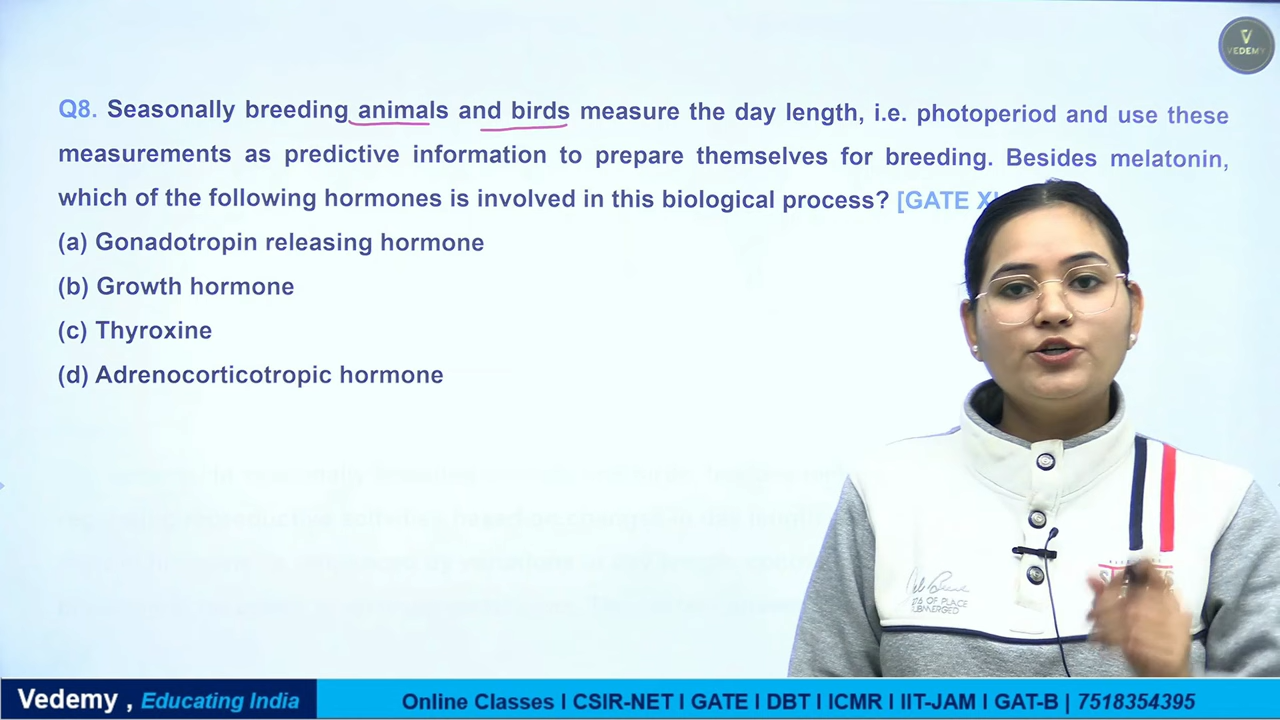 VEDEMY
Q8. Seasonally breeding animals and birds measure the day length, i.e. photoperiod and use these
measurements as predictive information to prepare themselves for breeding. Besides melatonin,
which of the following hormones is involved in this biological process? [GATE
(a) Gonadotropin releasing hormone
(b) Growth hormone
(c) Thyroxine
(d) Adrenocorticotropic hormone
OF PLACE
SUBMERGED
Vedemy , Educating India
Online Classes I CSIR-NET I GATE I DBT I ICMR I IIT-JAM I GAT-B | 7518354395